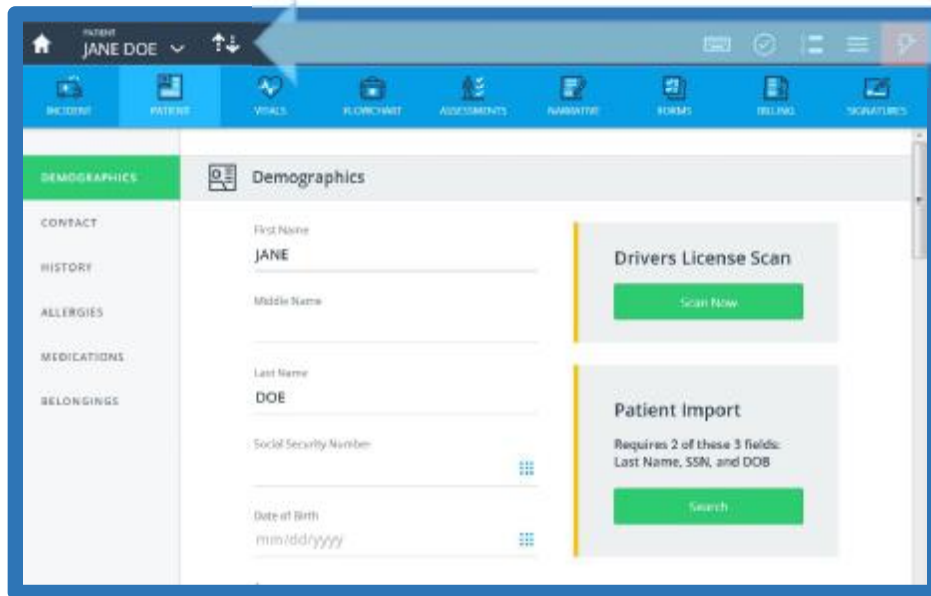 PATIENT
JANE DOE
INCIDENT
PATIENT
VITALS
FLOWCHART
ASSESSMENTS
NARRATIVE
FORMS
BILLING
SIGNATURES
DEMOGRAPHICS
CONTACT
HISTORY
ALLERGIES
MEDICATIONS
BELONGINGS
Demographics
First Name
JANE
Middle Name
Last Name
DOE
Social Security Number
Date of Birth
mm/dd/yyyy
Drivers License Scan
Scan Now
Patient Import
Requires 2 of these 3 fields:
Last Name, SSN, and DOB
Search